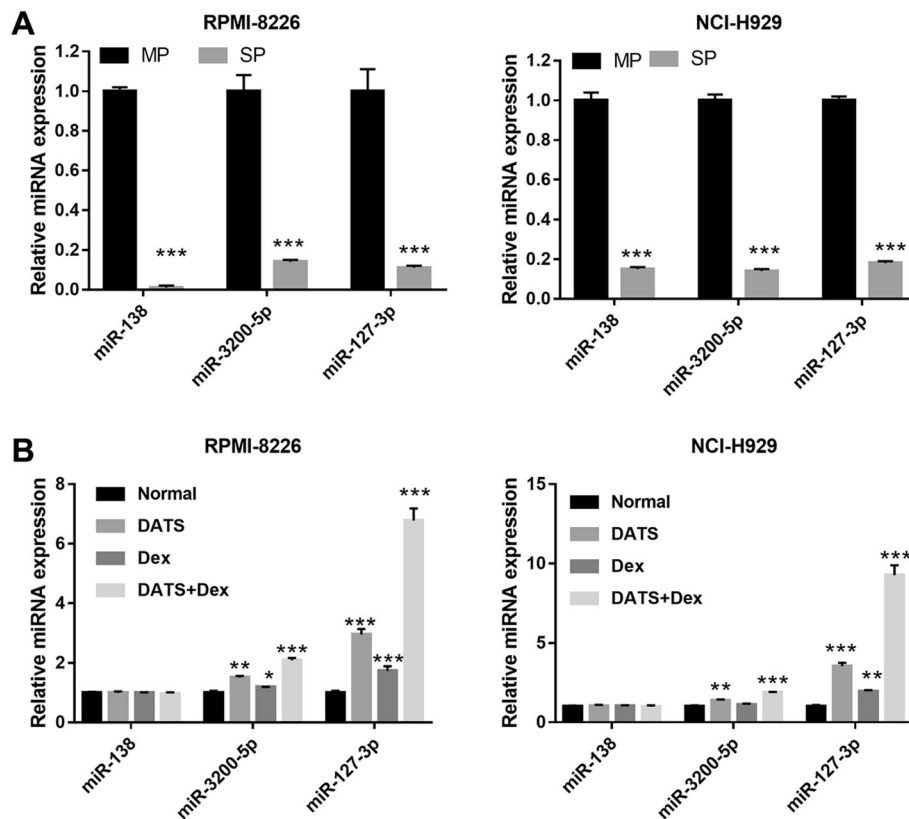 A
RPMI-8226
MP SP
Relative miRNA expression
1.2
1.0
0.8
0.6
0.4
0.2
0.0
***
***
***
miR-138
miR-3200-5p
miR-127-3p
NCI-H929
MP SP
Relative miRNA expression
1.2
1.0
0.8
0.6
0.4
0.2
0.0
***
***
***
miR-138
miR-3200-5p
miR-127-3p
B
RPMI-8226
Relative miRNA expression
8
6
4
2
0
Normal
DATS
Dex
DATS+Dex
**
*
***
***
***
***
miR-138
miR-3200-5p
miR-127-3p
NCI-H929
Relative miRNA expression
15
10
5
0
Normal
DATS
Dex
DATS+Dex
**
***
***
**
***
miR-138
miR-3200-5p
miR-127-3p